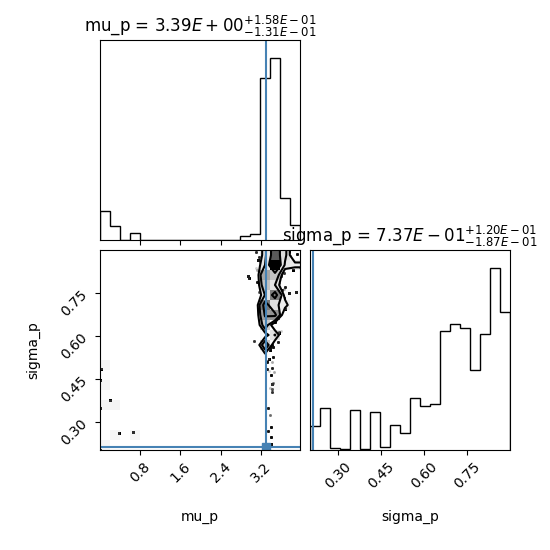 mu_p = 3.39E + 00 +1.58E−01 −1.31E−01
sigma_p = 7.37E − 01 +1.20E−01 −1.87E−01
0.75
0.60
0.45
0.30
sigma_p
0.8
1.6
2.4
3.2
mu_p
0.30
0.45
0.60
0.75
sigma_p